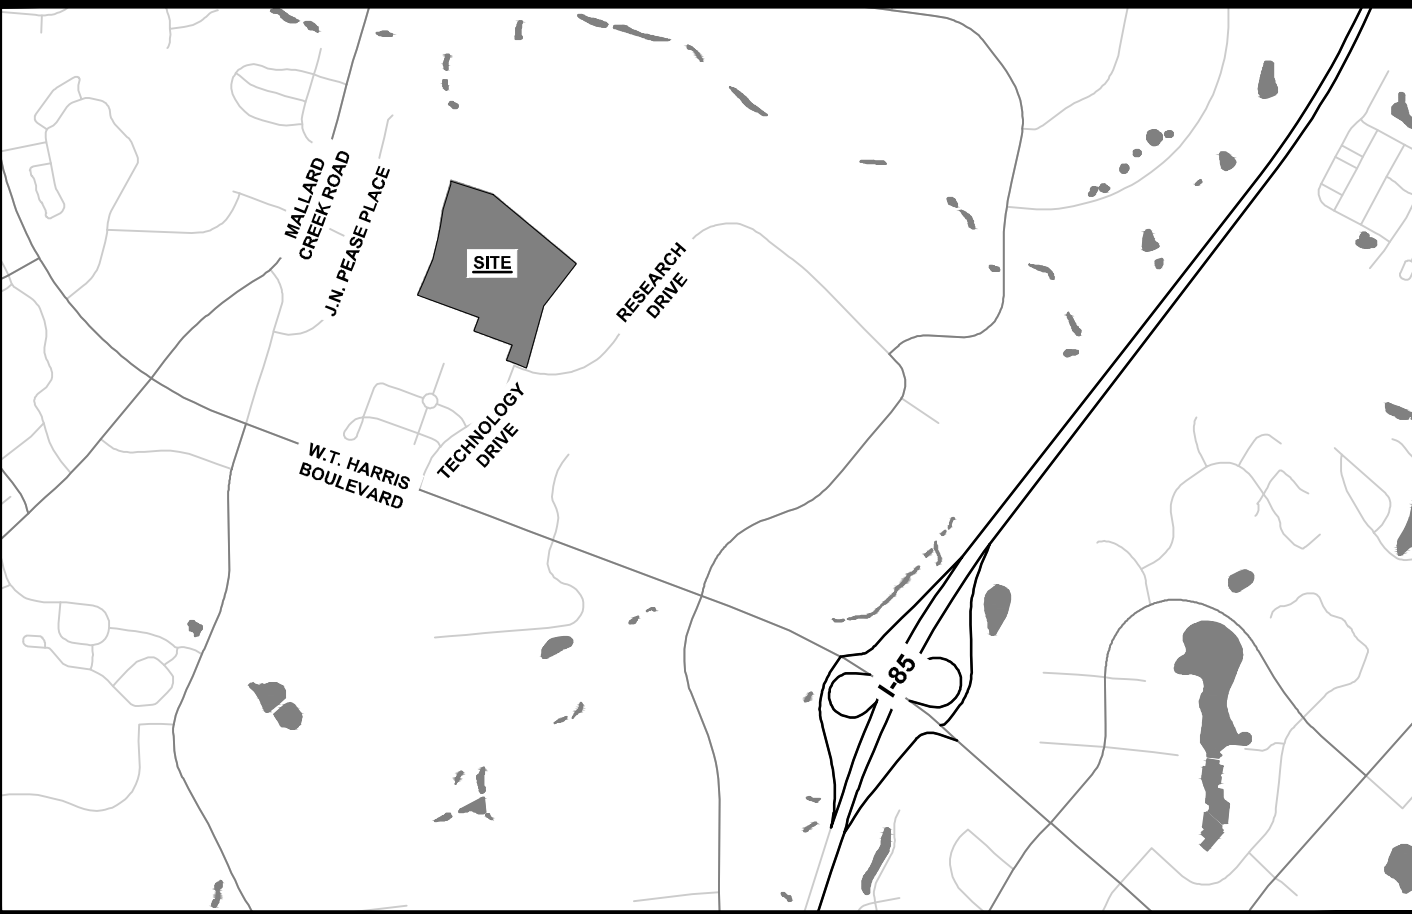 MALLARD
CREEK ROAD
J.N. PEASE PLACE
SITE
RESEARCH
DRIVE
TECHNOLOGY
DRIVE
W.T. HARRIS
BOULEVARD
I-85